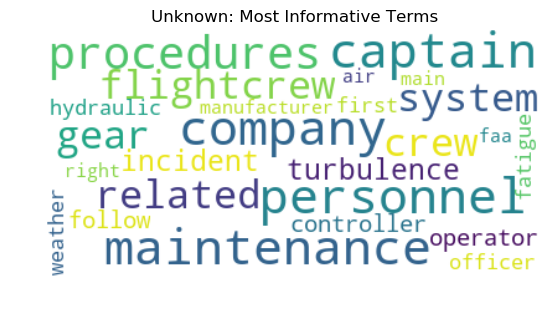 Unknown: Most Informative Terms
procedures captain
flightcrew air main
hydraulic manufacturer first system
gear company crew faa
right incident turbulence fatigue
related personnel
weather follow controller
maintenance operator
officer